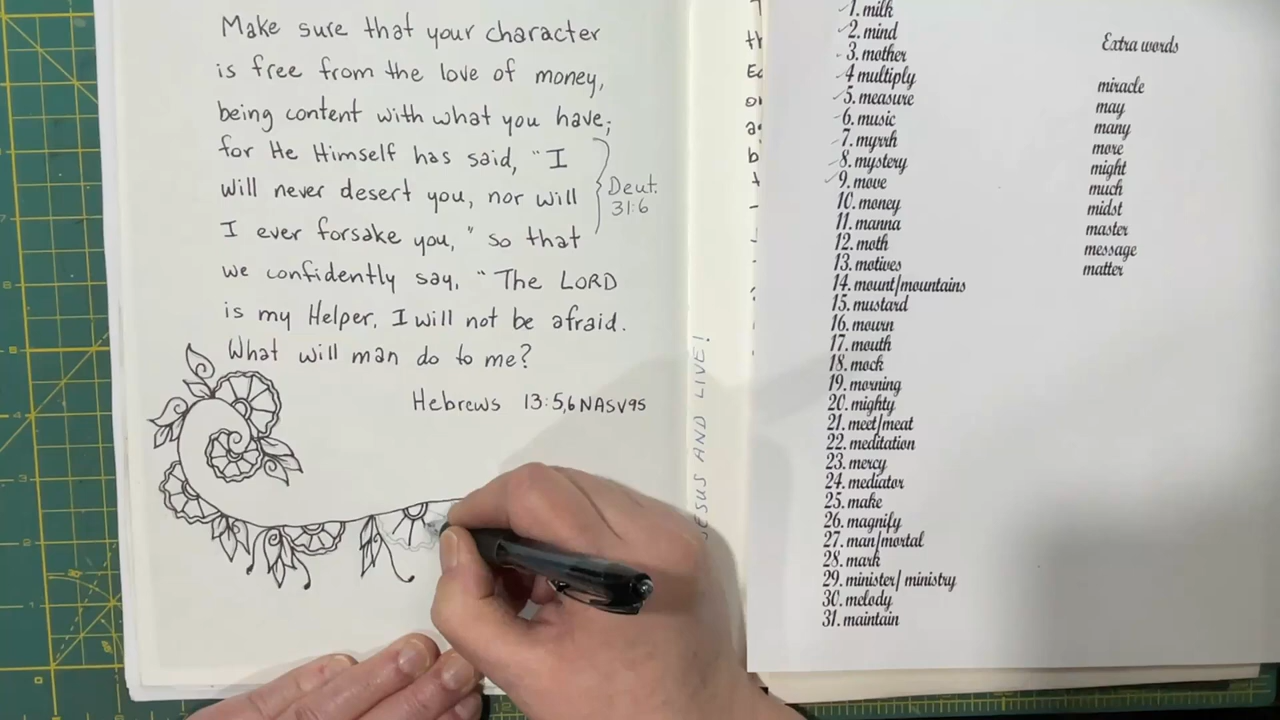 Make sure that your character
is free from the love of money,
being content with what you have;
for He Himself has said, "I
will never desert you, nor will
I ever forsake you," so that
we confidently say, "The LORD
is my Helper, I will not be afraid.
What will man do to me?
Hebrews 13:5,6 NASV95
Deut.
31:6
JESUS AND LIVE!
1. milk
2. mind
3. mother
4 multiply
5. measure
6. music
7. myrrh
8. mystery
9. move
10. money
11. manna
12. moth
13. motives
14. mount/mountains
15. mustard
16. mourn
17. mouth
18. mock
19. morning
20. mighty
21. meet/meat
22. meditation
23. mercy
24. mediator
25. make
26. magnify
27. man/mortal
28. mark
29. minister/ ministry
30. melody
31. maintain
Extra words
miracle
may
many
more
might
much
midst
master
message
matter